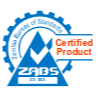 Zambia Bureau of Standards
Certified
Product
ZABS